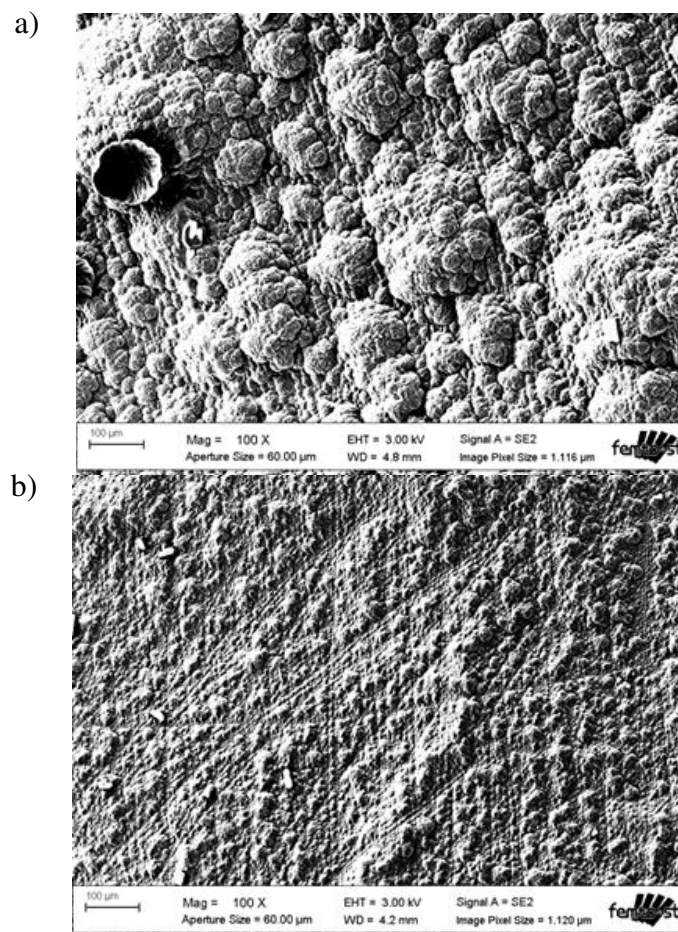 a)
100 µm
Mag = 100 X
EHT = 3.00 kV
Signal A = SE2
Aperture Size = 60.00 µm
WD = 4.8 mm
Image Pixel Size = 1.116 µm
b)
100 µm
Mag = 100 X
EHT = 3.00 kV
Signal A = SE2
Aperture Size = 60.00 µm
WD = 4.2 mm
Image Pixel Size = 1.120 µm